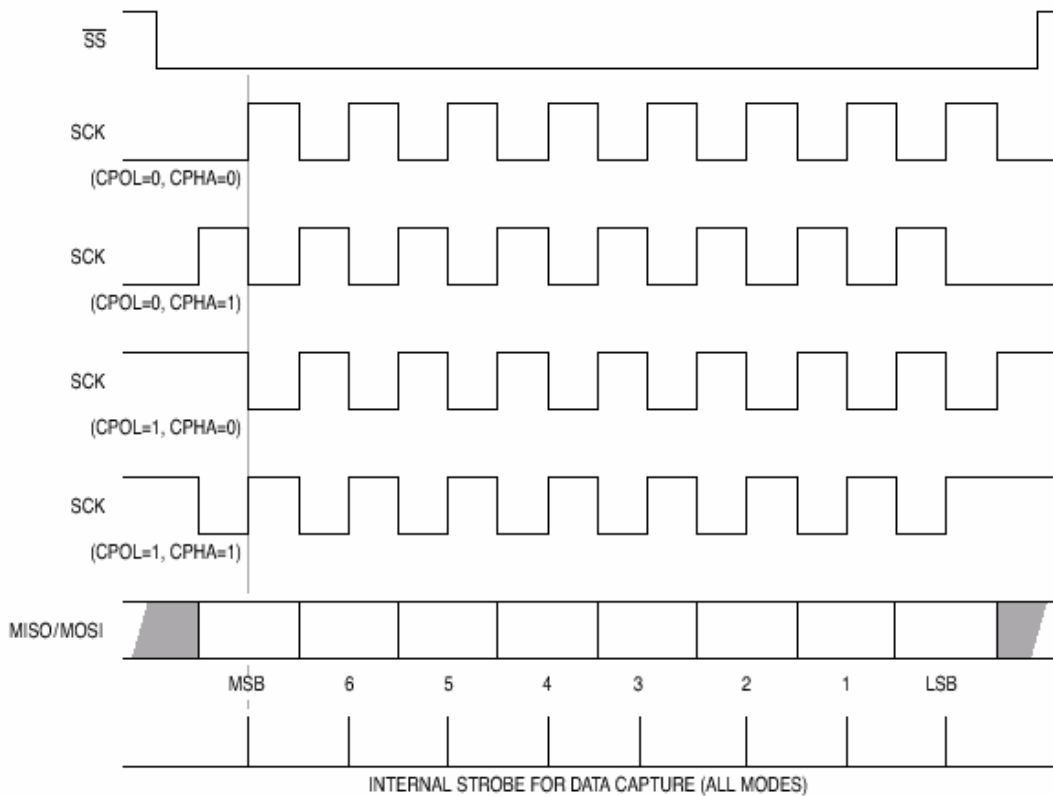 SS
SCK
(CPOL=0, CPHA=0)
SCK
(CPOL=0, CPHA=1)
SCK
(CPOL=1, CPHA=0)
SCK
(CPOL=1, CPHA=1)
MISO/MOSI
MSB 6 5 4 3 2 1 LSB
INTERNAL STROBE FOR DATA CAPTURE (ALL MODES)